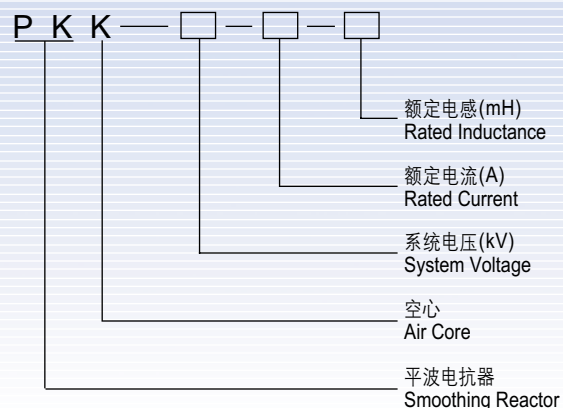 P K K — □ — □ — □
额定电感(mH)
Rated Inductance
额定电流(A)
Rated Current
系统电压(kV)
System Voltage
空心
Air Core
平波电抗器
Smoothing Reactor